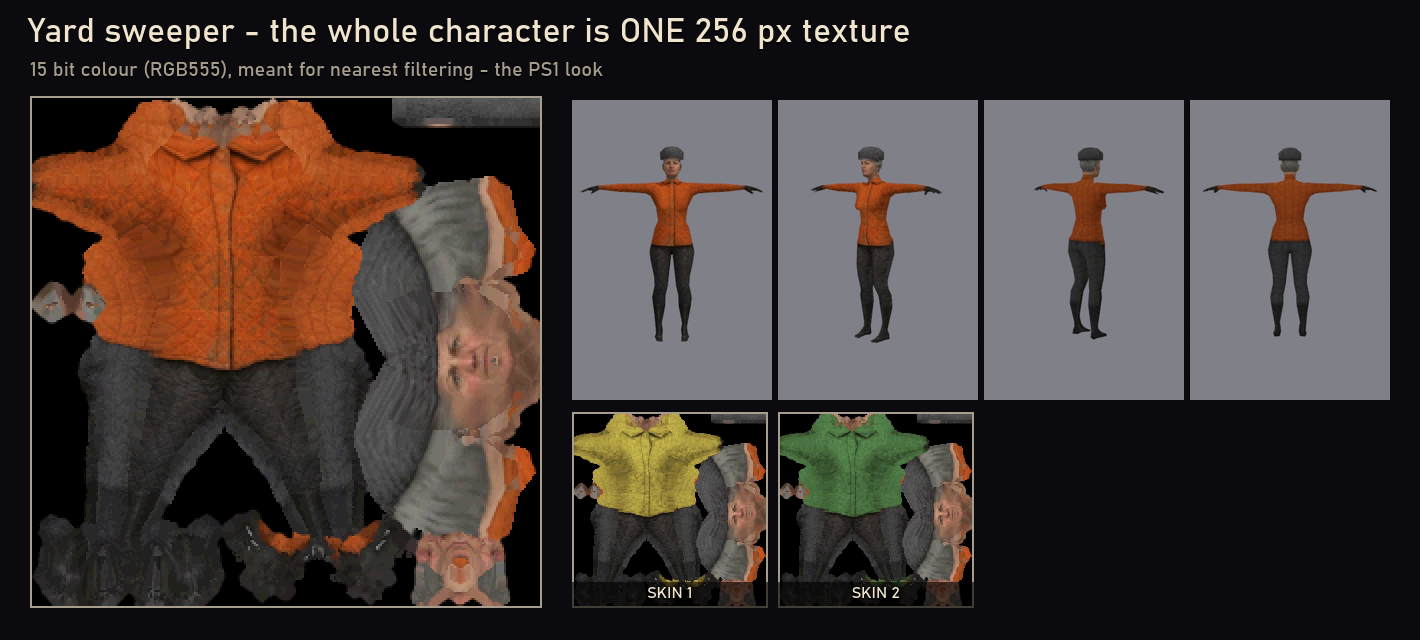 Yard sweeper - the whole character is ONE 256 px texture
15 bit colour (RGB555), meant for nearest filtering - the PS1 look
SKIN 1
SKIN 2